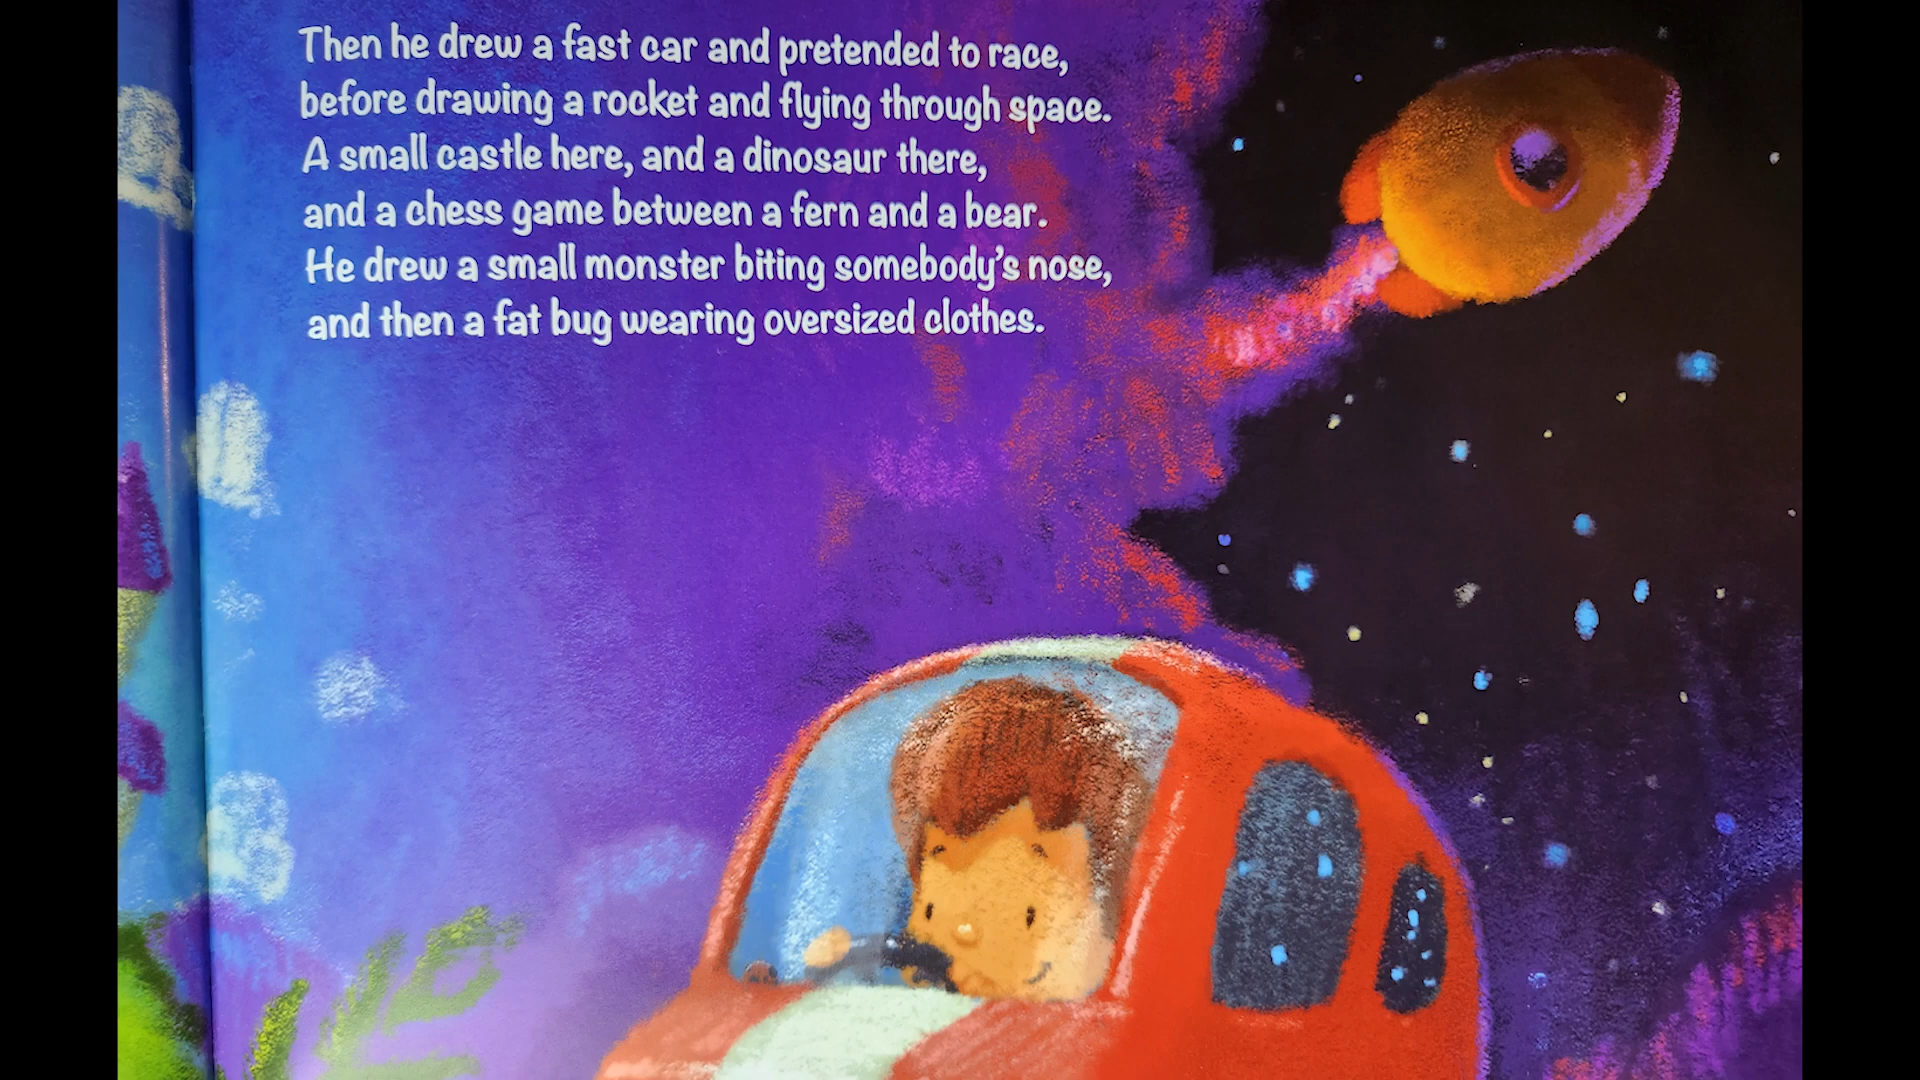 Then he drew a fast car and pretended to race,
before drawing a rocket and flying through space.
A small castle here, and a dinosaur there,
and a chess game between a fern and a bear.
He drew a small monster biting somebody's nose,
and then a fat bug wearing oversized clothes.